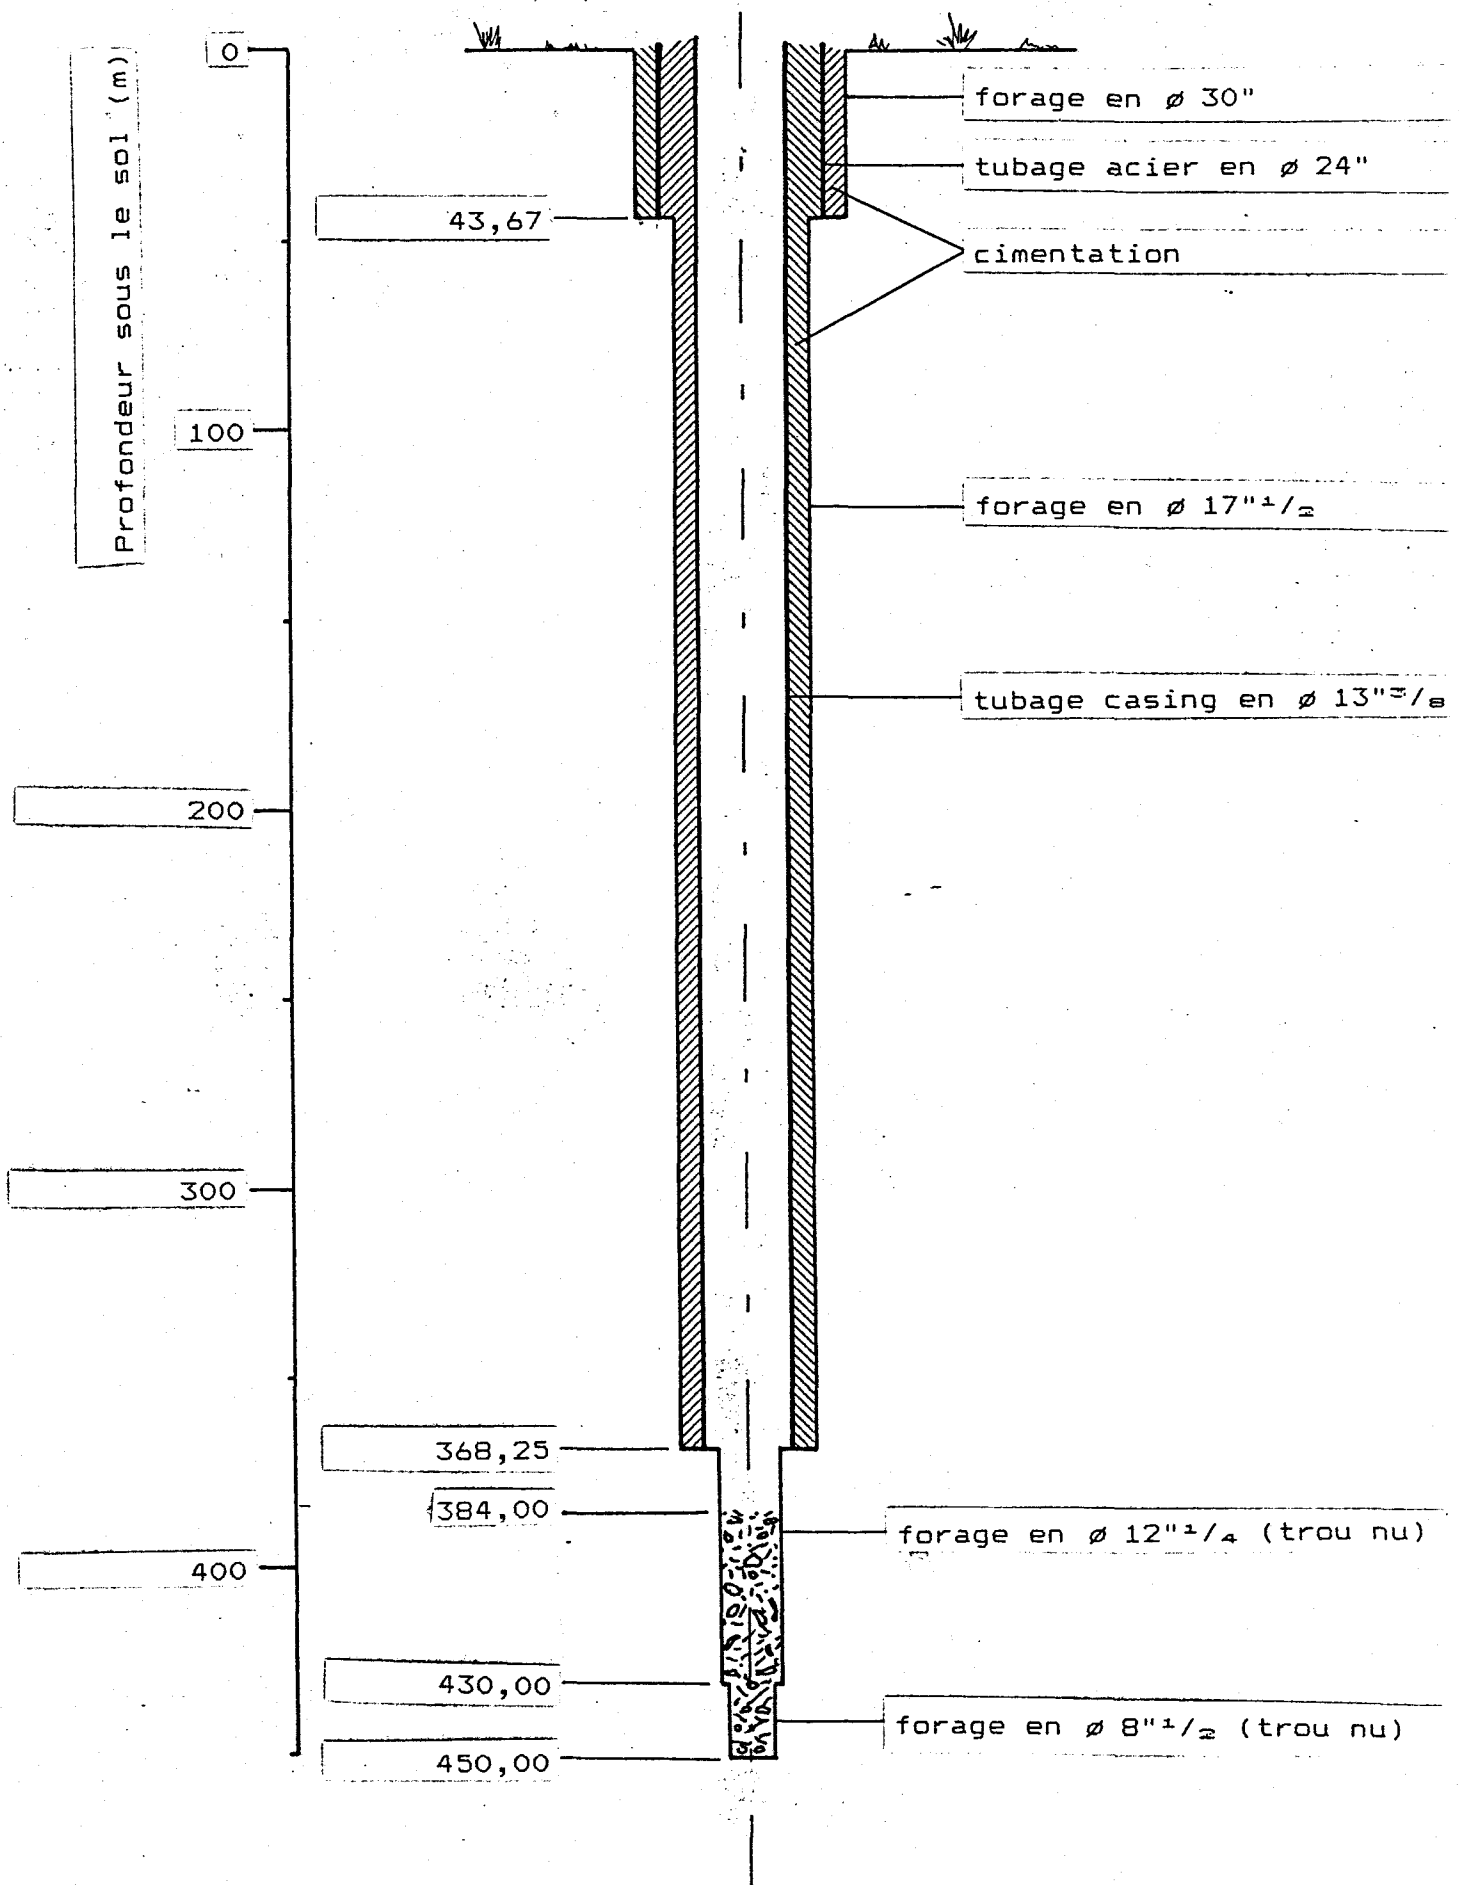 Profondeur sous le sol (m)
0
forage en ø 30"
tubage acier en ø 24"
43,67
cimentation
100
forage en ø 17"1/2
tubage casing en ø 13"3/8
200
300
368,25
384,00
forage en ø 12"1/4 (trou nu)
400
430,00
forage en ø 8"1/2 (trou nu)
450,00